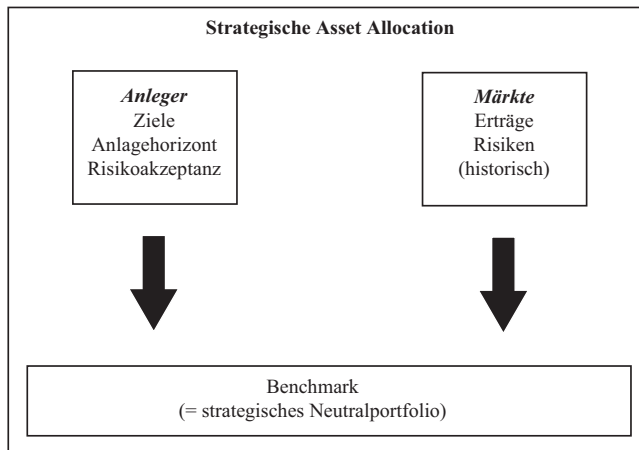 Strategische Asset Allocation
Anleger
Ziele
Anlagehorizont
Risikoakzeptanz
Märkte
Erträge
Risiken
(historisch)
Benchmark
(= strategisches Neutralportfolio)